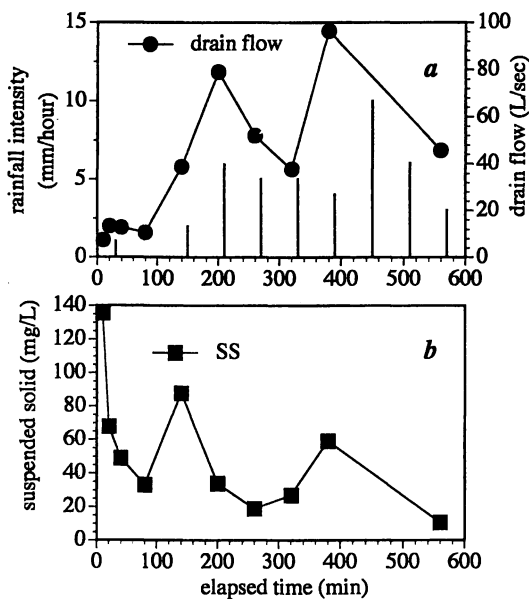 15 100
drain flow a
80
10 60
40
5
20
0 0
0 100 200 300 400 500 600
rainfall intensity
(mm/hour)
drain flow (L/sec)
140
120
100
80
60
40
20
0
SS b
0 100 200 300 400 500 600
suspended solid (mg/L)
elapsed time (min)